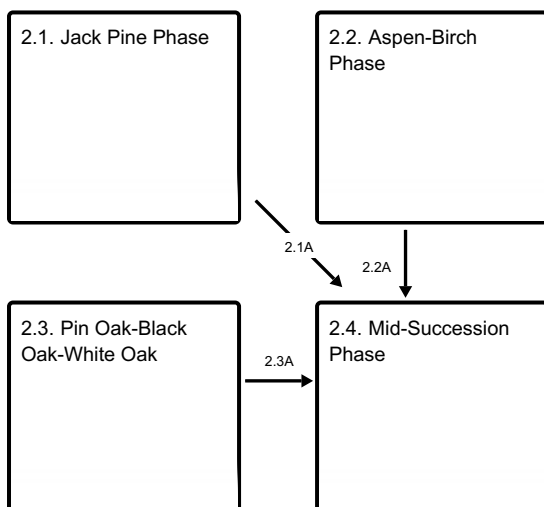 2.1. Jack Pine Phase
2.2. Aspen-Birch
Phase
2.1A
2.2A
2.3. Pin Oak-Black
Oak-White Oak
2.3A
2.4. Mid-Succession
Phase